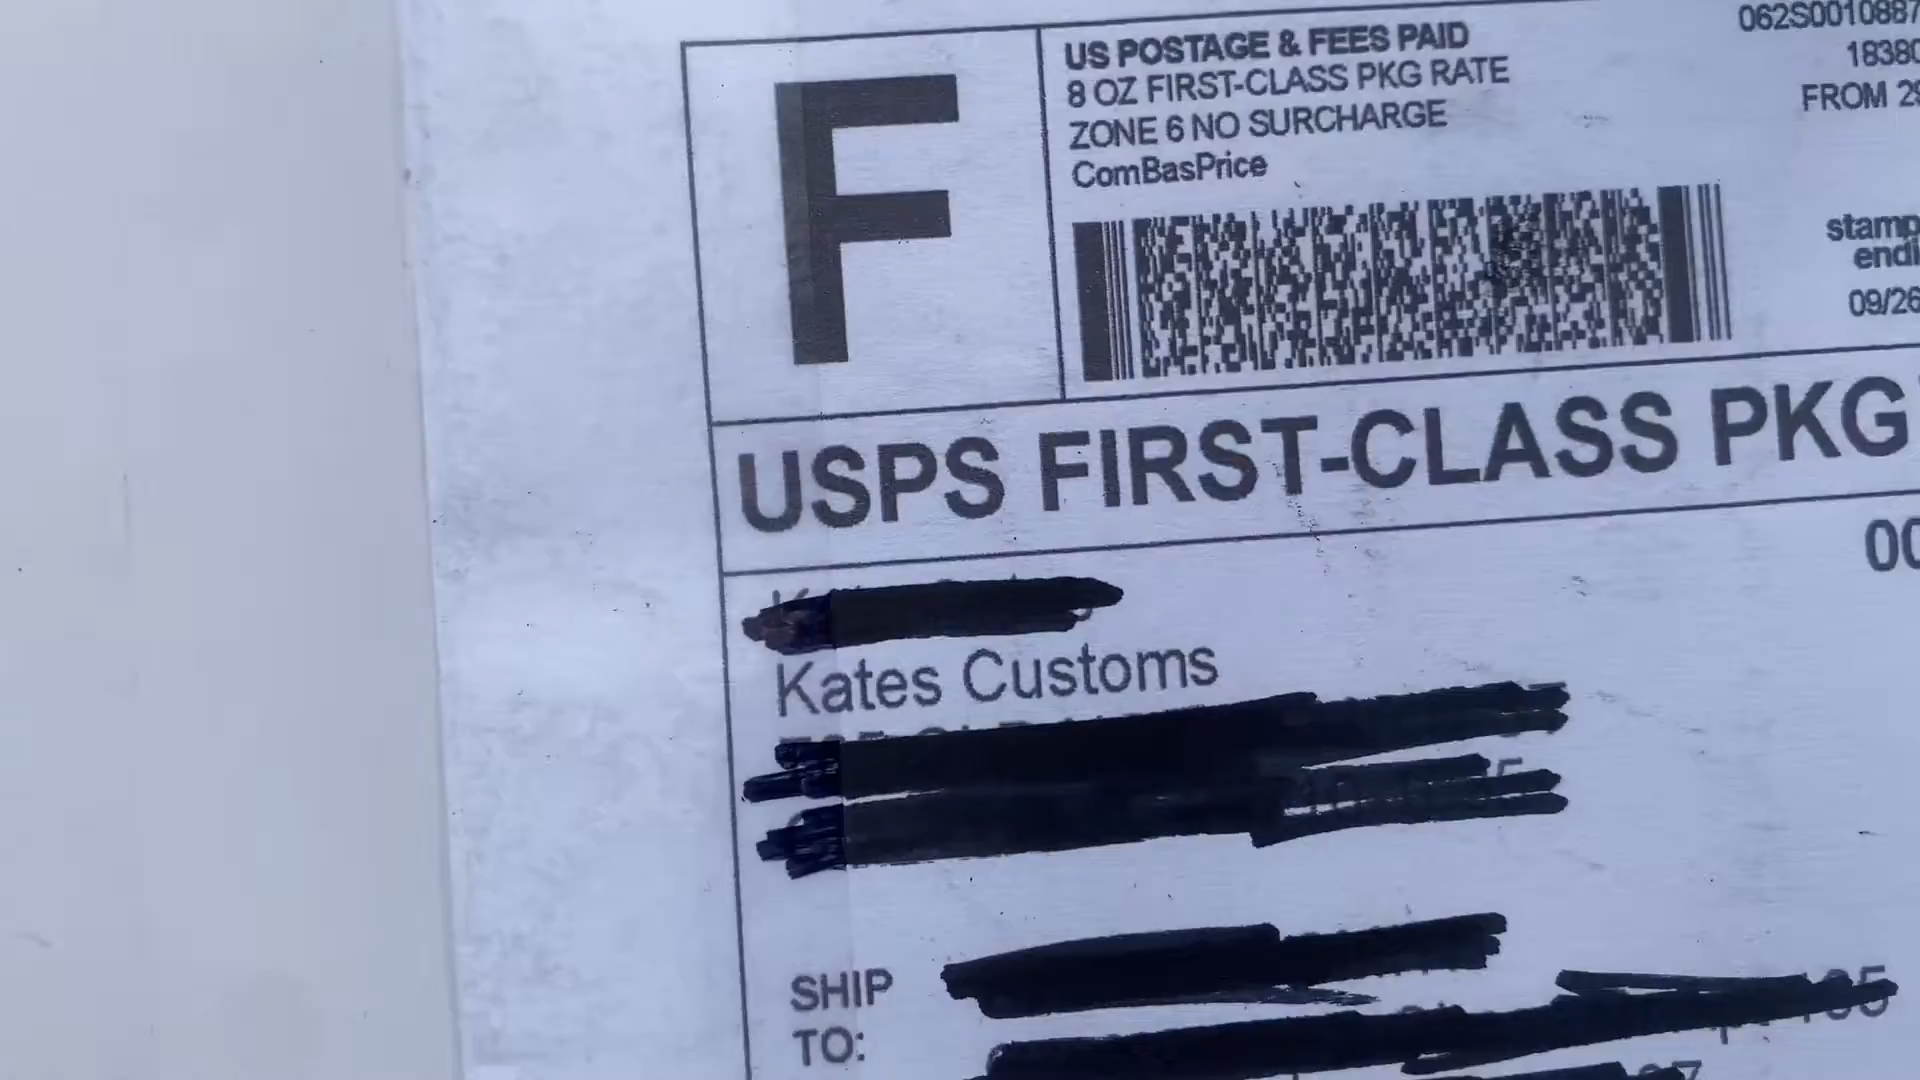 F
US POSTAGE & FEES PAID
8 OZ FIRST-CLASS PKG RATE
ZONE 6 NO SURCHARGE
ComBasPrice
062S0010887
18380
FROM 29
stamp
endi
09/26
USPS FIRST-CLASS PKG
00
Kates Customs
SHIP
TO: